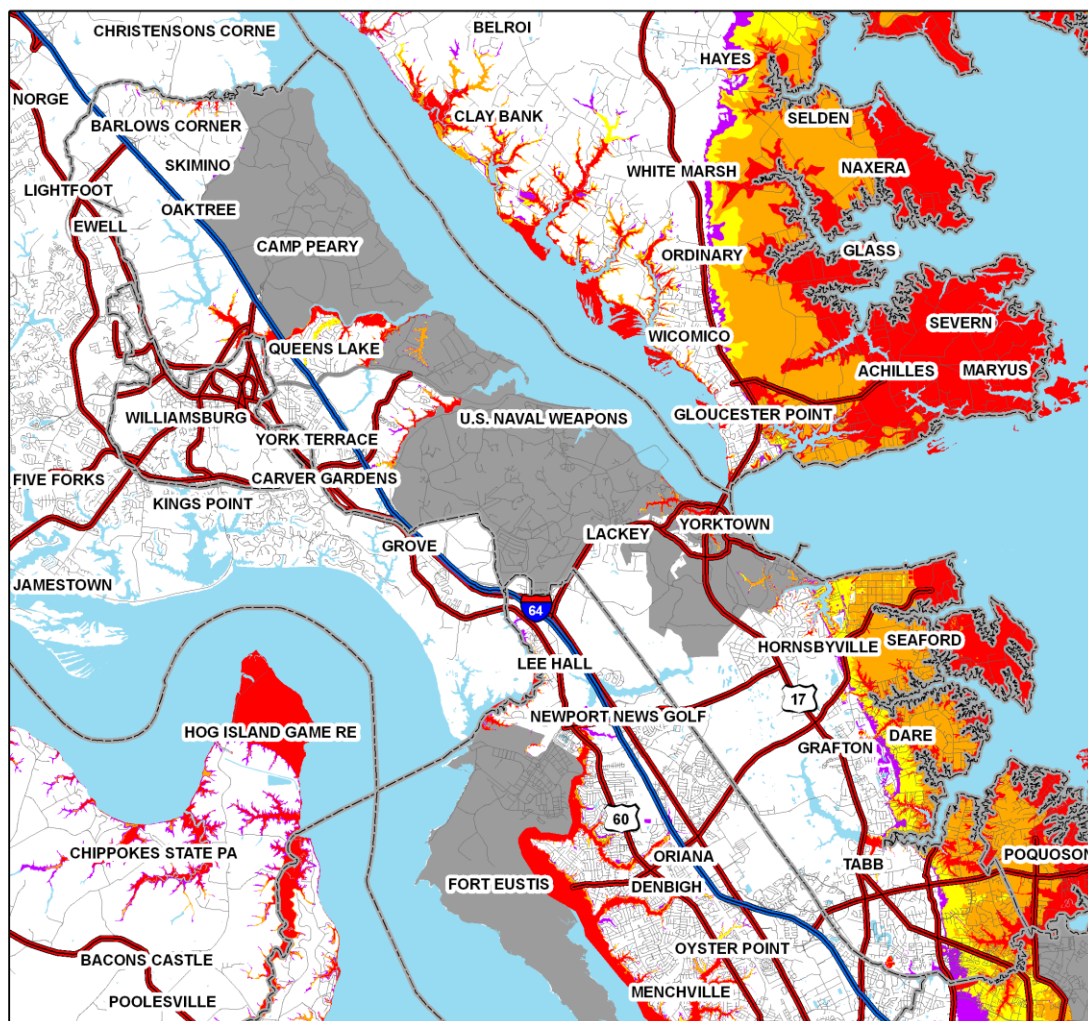 CHRISTENSONS CORNE
BELROI
HAYES
NORGE
BARLOWS CORNER
CLAY BANK
SELDEN
SKIMINO
WHITE MARSH
NAXERA
LIGHTFOOT
OAKTREE
EWELL
CAMP PEARY
ORDINARY
GLASS
SEVERN
WICOMICO
QUEENS LAKE
ACHILLES
MARYUS
WILLIAMSBURG
U.S. NAVAL WEAPONS
GLOUCESTER POINT
YORK TERRACE
FIVE FORKS
CARVER GARDENS
KINGS POINT
YORKTOWN
LACKEY
GROVE
JAMESTOWN
64
SEAFORD
HORNSBYVILLE
LEE HALL
17
NEWPORT NEWS GOLF
HOG ISLAND GAME RE
DARE
GRAFTON
60
CHIPPOKES STATE PA
ORIANA
POQUOSON
TABB
FORT EUSTIS
DENBIGH
OYSTER POINT
BACONS CASTLE
MENCHVILLE
POOLESVILLE